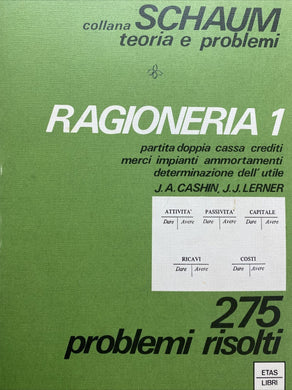 collana SCHAUM
teoria e problemi
RAGIONERIA 1
partita doppia cassa crediti
merci impianti ammortamenti
determinazione dell'utile
J.A.CASHIN, J.J.LERNER
ATTIVITA' PASSIVITA' CAPITALE
Dare Avere Dare Avere Dare Avere
RICAVI COSTI
Dare Avere Dare Avere
275
problemi risolti
ETAS
LIBRI